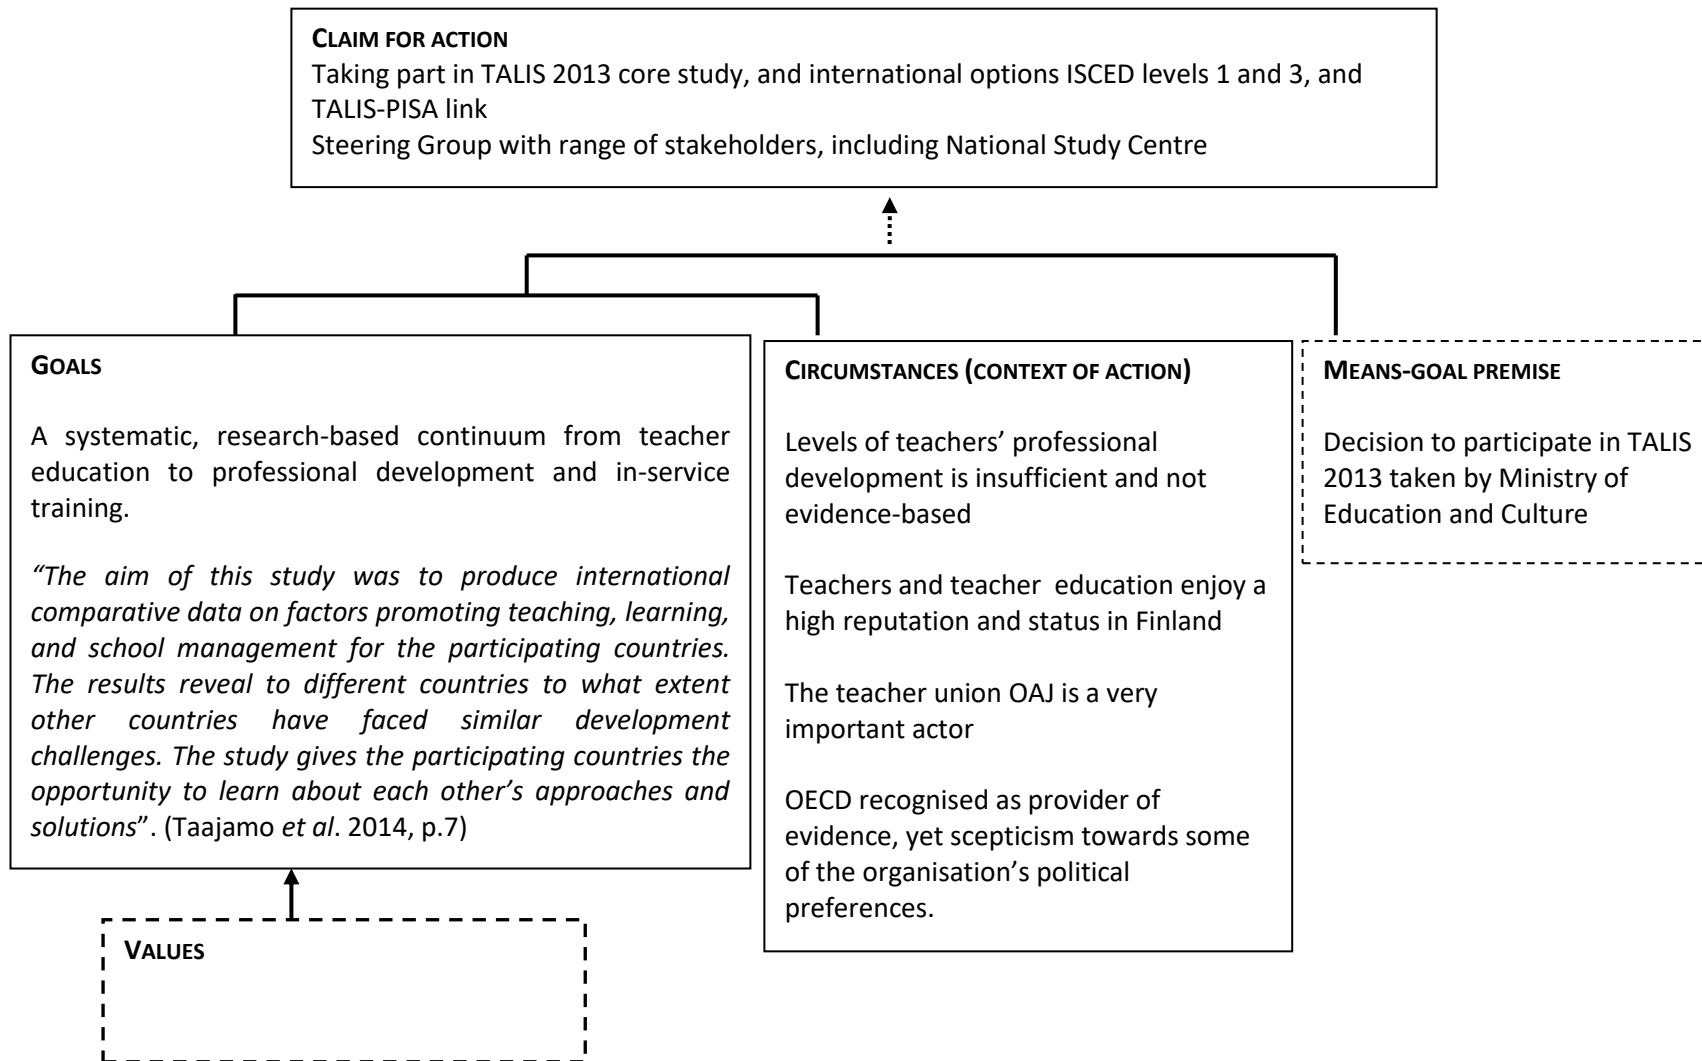 CLAIM FOR ACTION
Taking part in TALIS 2013 core study, and international options ISCED levels 1 and 3, and
TALIS-PISA link
Steering Group with range of stakeholders, including National Study Centre
GOALS
A systematic, research-based continuum from teacher
education to professional development and in-service
training.
“The aim of this study was to produce international
comparative data on factors promoting teaching, learning,
and school management for the participating countries.
The results reveal to different countries to what extent
other countries have faced similar development
challenges. The study gives the participating countries the
opportunity to learn about each other’s approaches and
solutions”. (Taajamo et al. 2014, p.7)
CIRCUMSTANCES (CONTEXT OF ACTION)
Levels of teachers’ professional
development is insufficient and not
evidence-based
Teachers and teacher education enjoy a
high reputation and status in Finland
The teacher union OAJ is a very
important actor
OECD recognised as provider of
evidence, yet scepticism towards some
of the organisation’s political
preferences.
MEANS-GOAL PREMISE
Decision to participate in TALIS
2013 taken by Ministry of
Education and Culture
VALUES